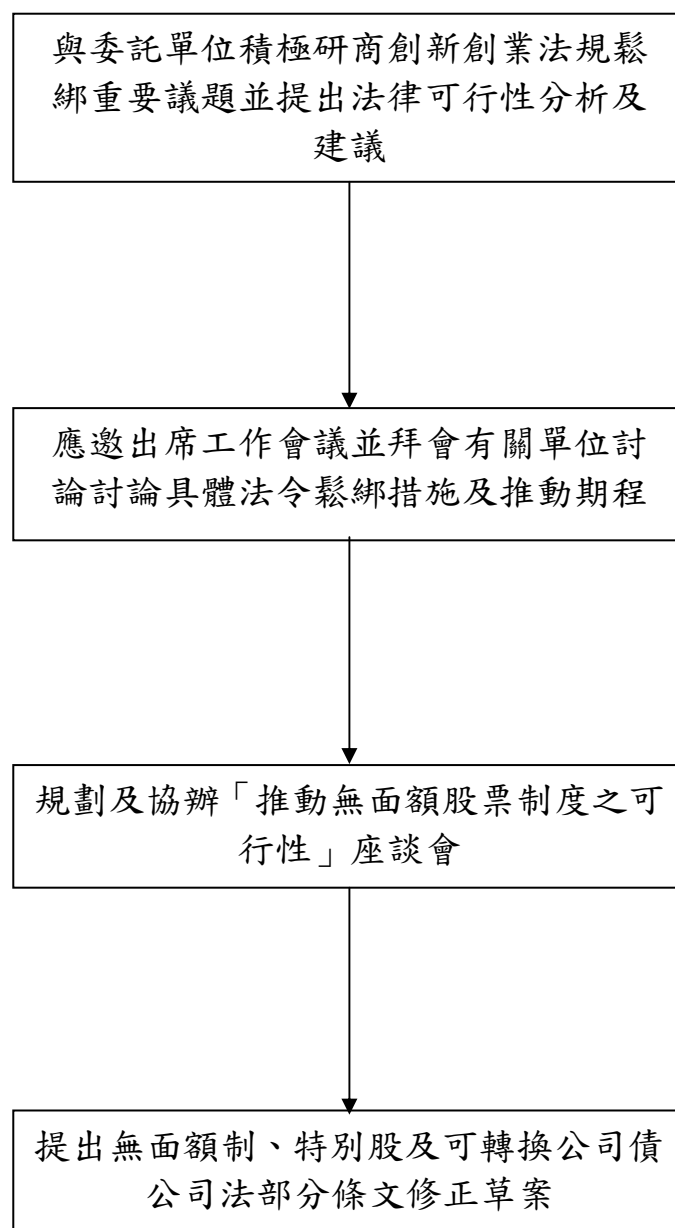 與委託單位積極研商創新創業法規鬆
綁重要議題並提出法律可行性分析及
建議
應邀出席工作會議並拜會有關單位討
論討論具體法令鬆綁措施及推動期程
規劃及協辦「推動無面額股票制度之可
行性」座談會
提出無面額制、特別股及可轉換公司債
公司法部分條文修正草案